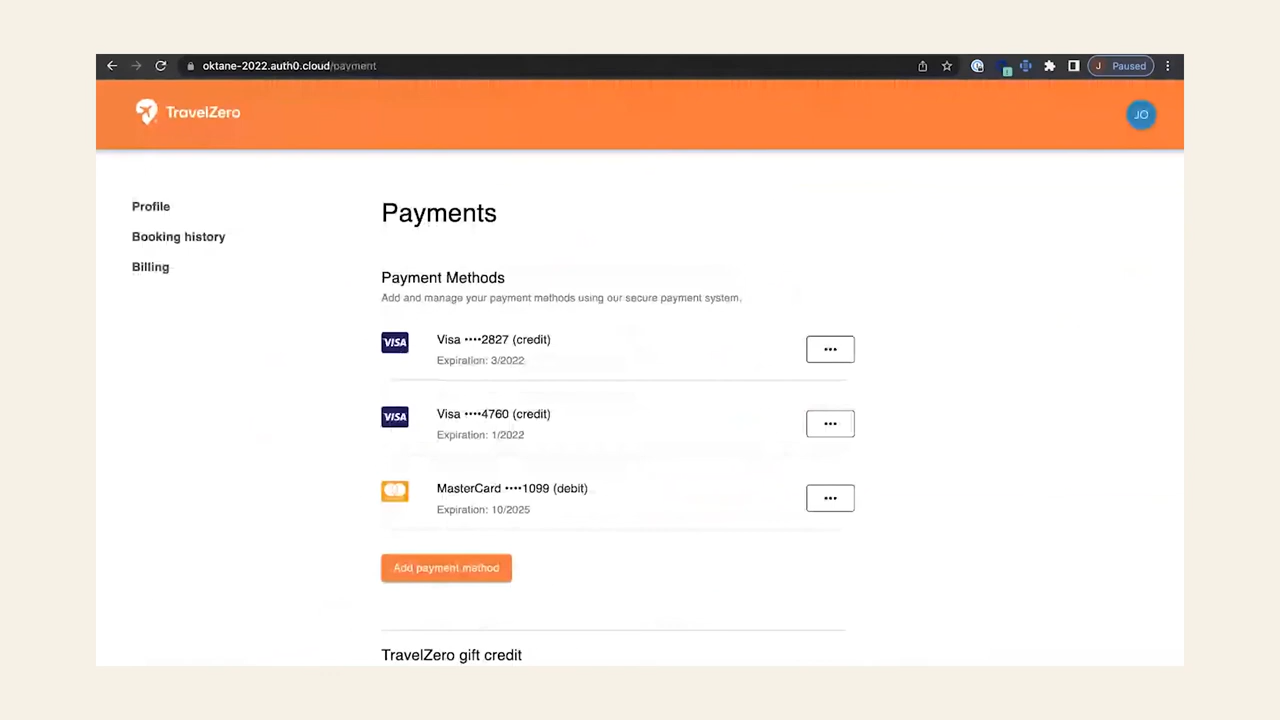 oktane-2022.auth0.cloud/payment
J Paused
TravelZero
JO
Profile
Booking history
Billing
Payments
Payment Methods
Add and manage your payment methods using our secure payment system.
VISA
Visa ••••2827 (credit)
Expiration: 3/2022
•••
VISA
Visa ••••4760 (credit)
Expiration: 1/2022
•••
MasterCard ••••1099 (debit)
Expiration: 10/2025
•••
Add payment method
TravelZero gift credit